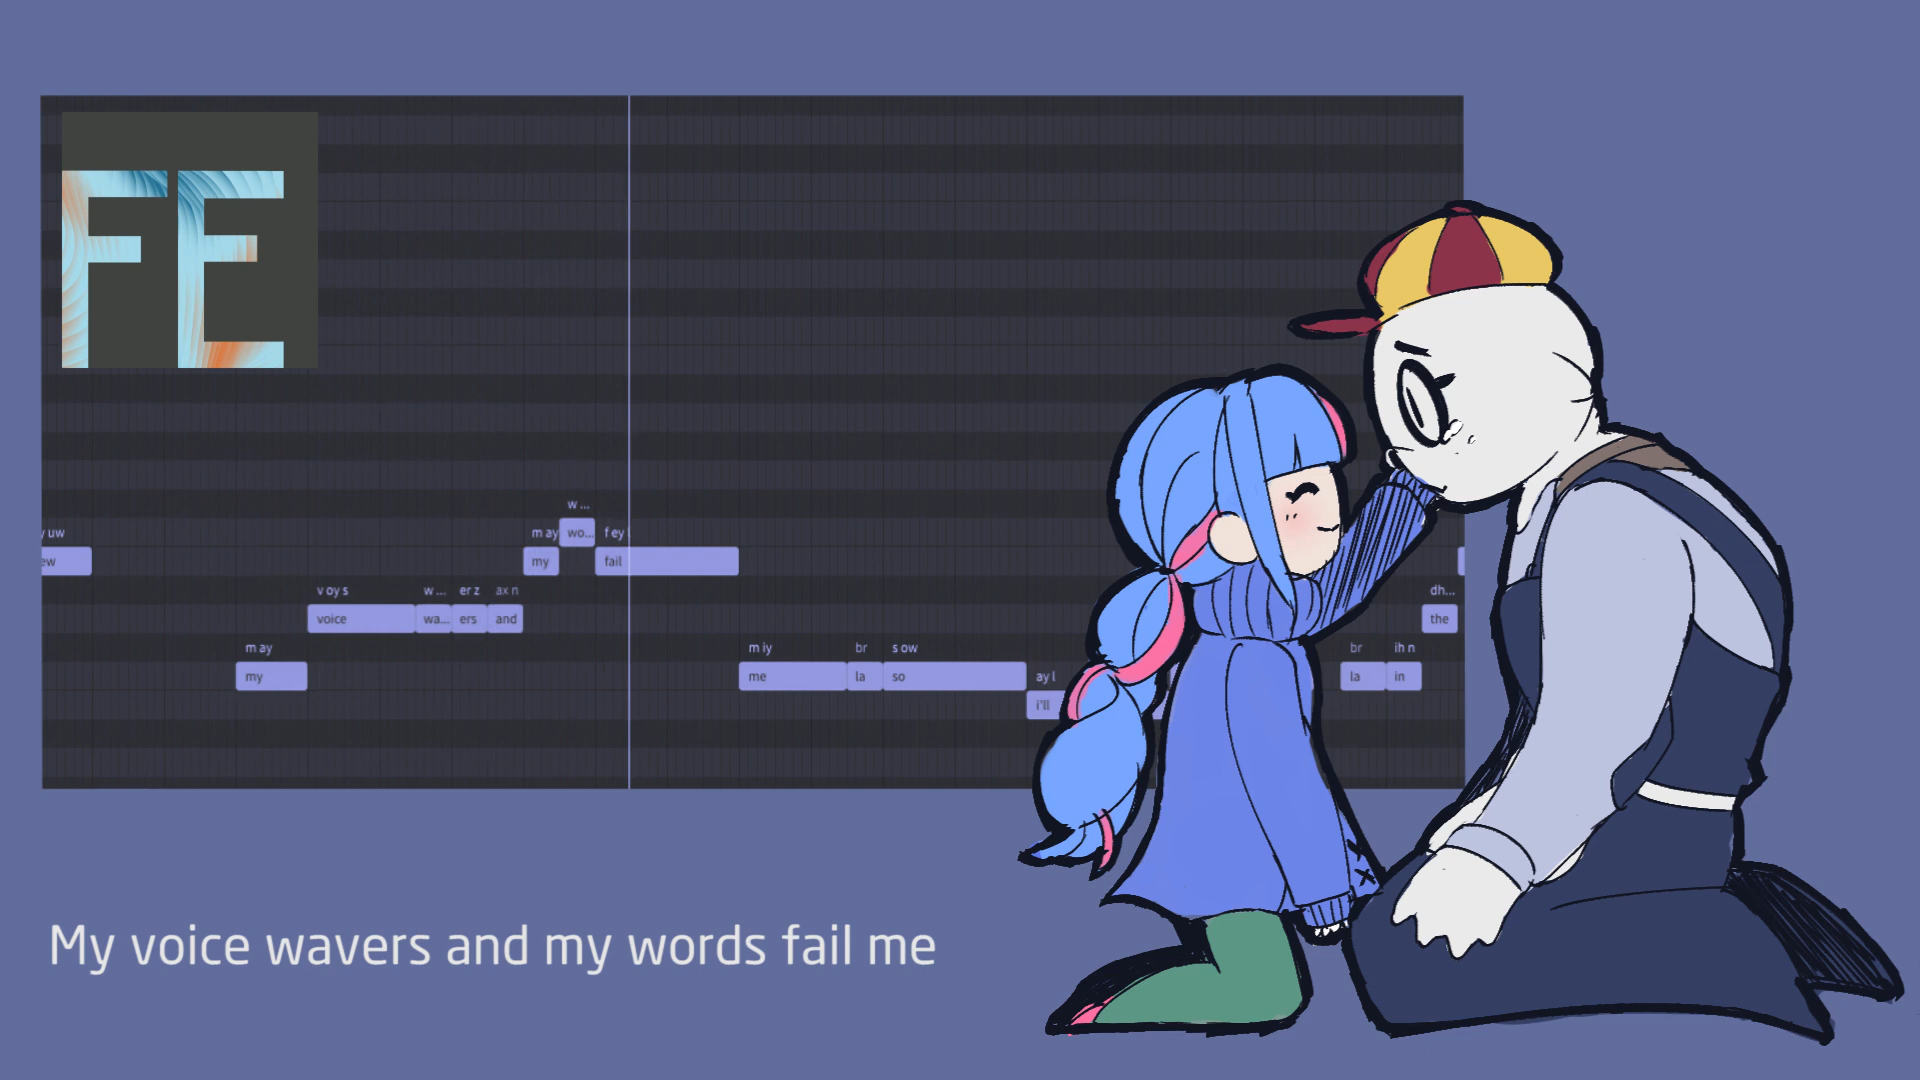 FE
w ...
y uw
m ay
wo...
f ey l
ew
my
fail
v oy s
w ...
er z
ax n
dh...
voice
wa...
ers
and
the
m ay
m iy
br
s ow
br
ih n
my
me
la
so
ay l
la
in
i'll
My voice wavers and my words fail me